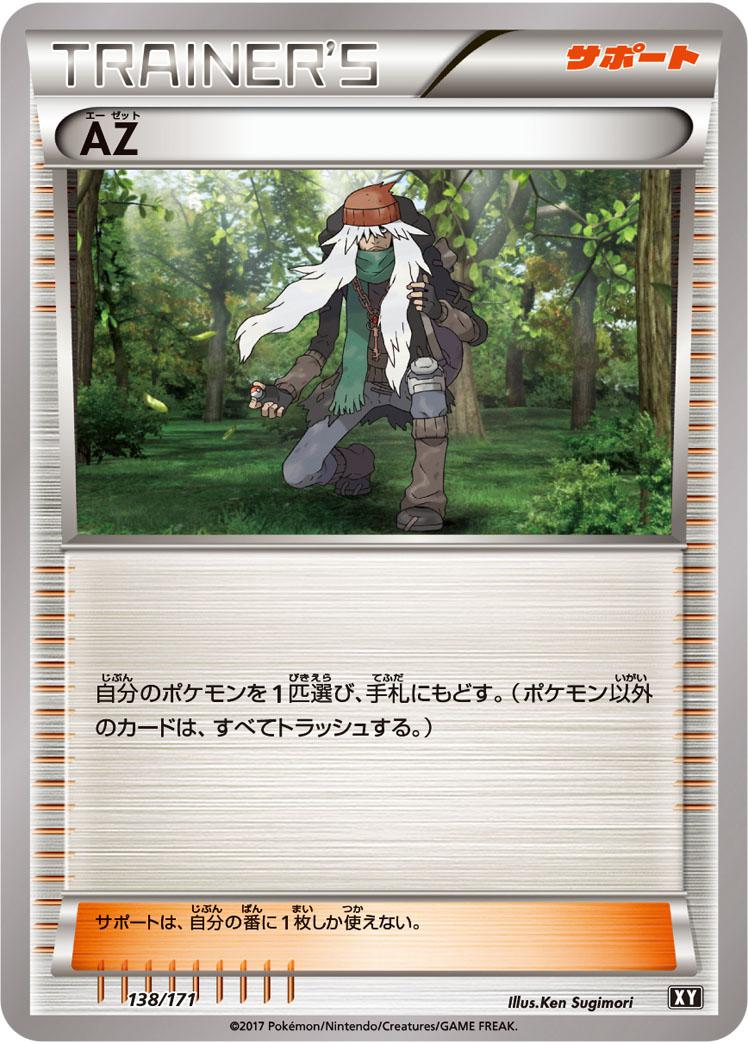 TRAINER'S
サポート
エー ゼット
AZ
じぶん びきえら てふだ いがい
自分のポケモンを1匹選び、手札にもどす。（ポケモン以外
のカードは、すべてトラッシュする。）
じぶん ばん まい つか
サポートは、自分の番に1枚しか使えない。
138/171
Illus.Ken Sugimori
XY
©2017 Pokémon/Nintendo/Creatures/GAME FREAK.